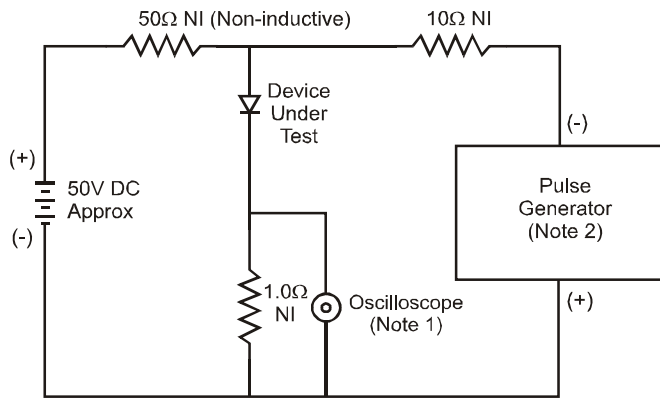 50Ω NI (Non-inductive)
10Ω NI
Device
Under
Test
(-)
(+)
50V DC
Approx
(-)
Pulse
Generator
(Note 2)
1.0Ω
NI
Oscilloscope
(Note 1)
(+)